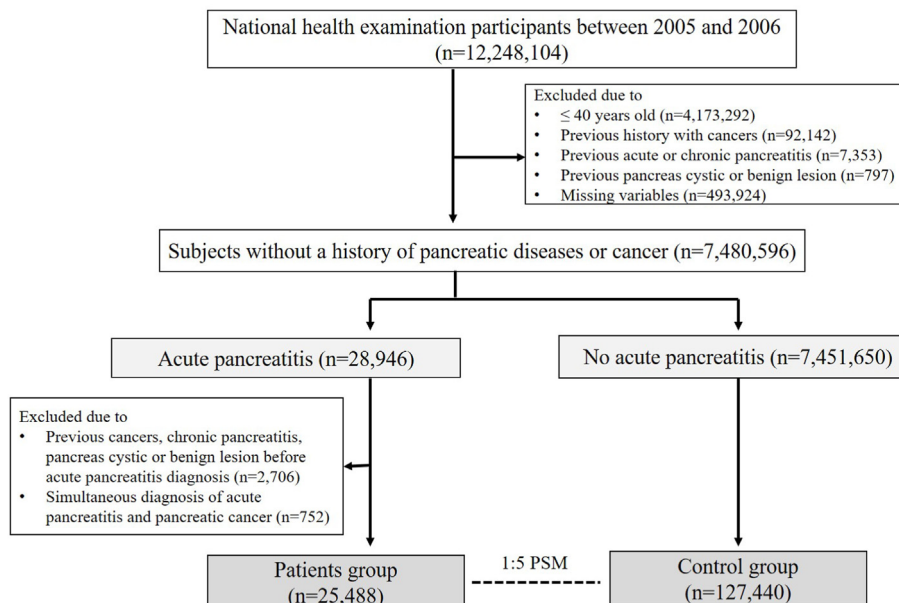 National health examination participants between 2005 and 2006
(n=12,248,104)
Excluded due to
• ≤ 40 years old (n=4,173,292)
• Previous history with cancers (n=92,142)
• Previous acute or chronic pancreatitis (n=7,353)
• Previous pancreas cystic or benign lesion (n=797)
• Missing variables (n=493,924)
Subjects without a history of pancreatic diseases or cancer (n=7,480,596)
Acute pancreatitis (n=28,946)
No acute pancreatitis (n=7,451,650)
Excluded due to
• Previous cancers, chronic pancreatitis,
pancreas cystic or benign lesion before
acute pancreatitis diagnosis (n=2,706)
• Simultaneous diagnosis of acute
pancreatitis and pancreatic cancer (n=752)
Patients group
(n=25,488)
1:5 PSM
Control group
(n=127,440)